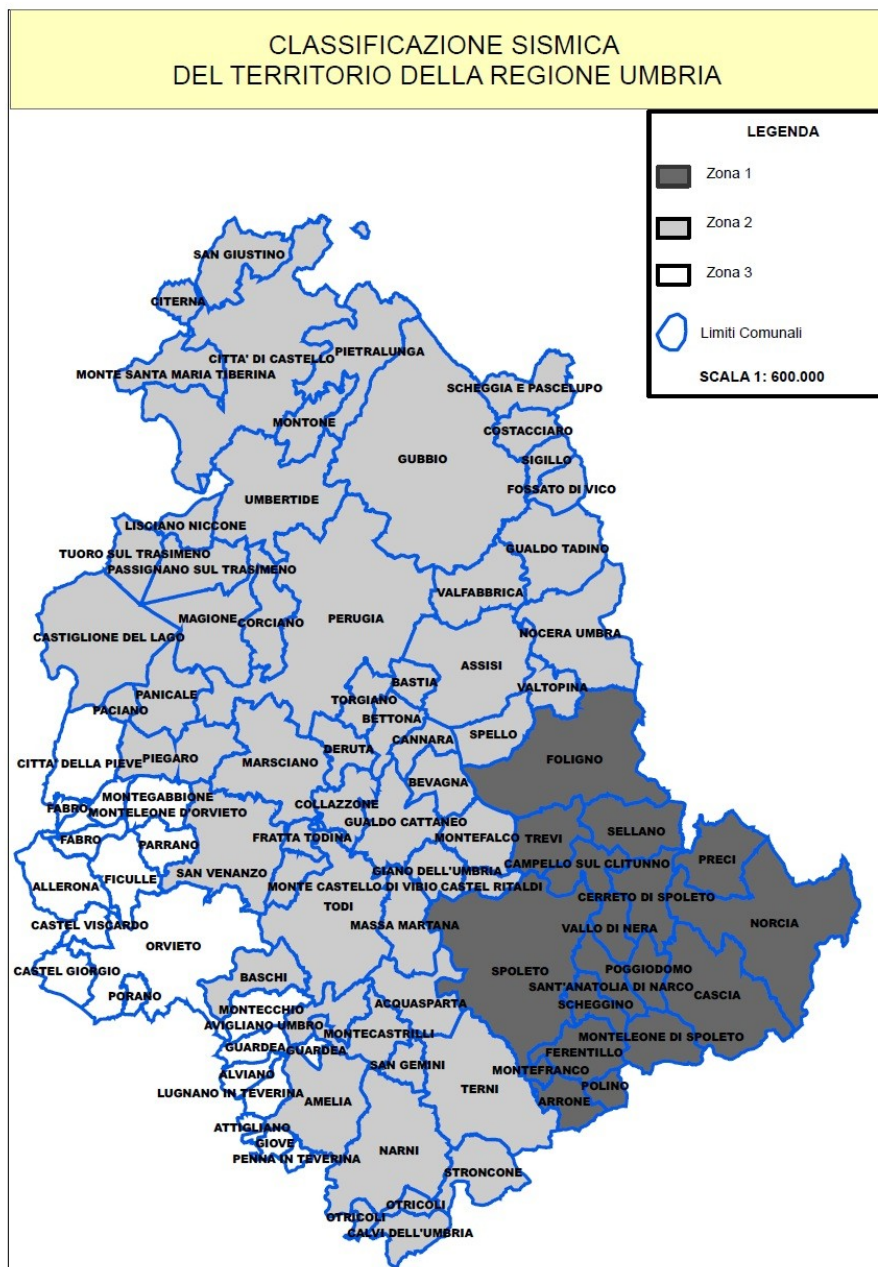 CLASSIFICAZIONE SISMICA
DEL TERRITORIO DELLA REGIONE UMBRIA
LEGENDA
Zona 1
Zona 2
Zona 3
Limiti Comunali
SCALA 1: 600.000
SAN GIUSTINO
CITERNA
CITTA' DI CASTELLO
PIETRALUNGA
MONTE SANTA MARIA TIBERINA
SCHEGGIA E PASCELUPO
MONTONE
COSTACCIARO
GUBBIO
SIGILLO
FOSSATO DI VICO
UMBERTIDE
LISCIANO NICCONE
TUORO SUL TRASIMENO
PASSIGNANO SUL TRASIMENO
GUALDO TADINO
VALFABBRICA
MAGIONE
CORCIANO
PERUGIA
CASTIGLIONE DEL LAGO
NOCERA UMBRA
ASSISI
BASTIA
VALTOPINA
PANICALE
TORGIANO
PACIANO
BETTONA
SPELLO
CANNARA
DERUTA
CITTA' DELLA PIEVE
PIEGARO
MARSCIANO
FOLIGNO
BEVAGNA
MONTEGABBIONE
COLLAZZONE
FABRO
MONTELEONE D'ORVIETO
GUALDO CATTANEO
FABRO
PARRANO
FRATTA TODINA
MONTEFALCO
TREVI
SELLANO
CAMPELLO SUL CLITUNNO
PRECI
SAN VENANZO
GIANO DELL'UMBRIA
ALLERONA
FICULLE
MONTE CASTELLO DI VIBIO
CASTEL RITALDI
CERRETO DI SPOLETO
TODI
CASTEL VISCARDO
MASSA MARTANA
VALLO DI NERA
NORCIA
ORVIETO
CASTEL GIORGIO
BASCHI
SPOLETO
POGGIODOMO
SANT'ANATOLIA DI NARCO
CASCIA
PORANO
MONTECCHIO
ACQUASPARTA
SCHEGGINO
AVIGLIANO UMBRO
MONTECASTRILLI
MONTELEONE DI SPOLETO
GUARDEA
GUARDEA
SAN GEMINI
FERENTILLO
ALVIANO
MONTEFRANCO
LUGNANO IN TEVERINA
TERNI
POLINO
AMELIA
ARRONE
ATTIGLIANO
GIOVE
NARNI
PENNA IN TEVERINA
STRONCONE
OTRICOLI
OTRICOLI
CALVI DELL'UMBRIA